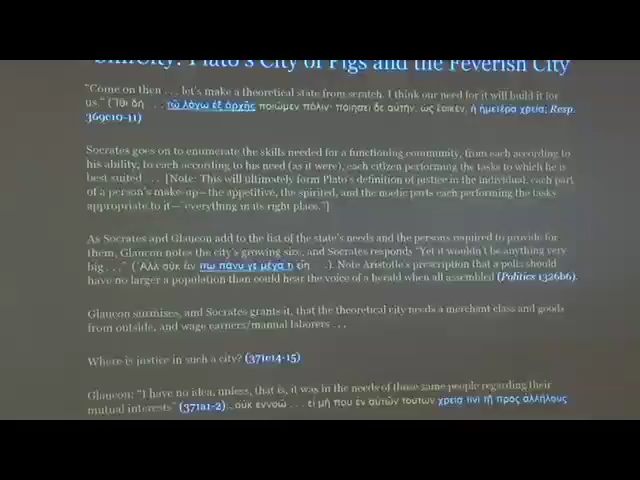 SimCity: Plato's City of Pigs and the Feverish City
"Come on then . . . let's make a theoretical state from scratch. I think our need for it will build it for
us." (Ἴθι δή . . . τῷ λόγῳ ἐξ ἀρχῆς ποιῶμεν πόλιν· ποιήσει δὲ αὐτήν, ὡς ἔοικεν, ἡ ἡμετέρα χρεία; Resp.
369c10-11)
Socrates goes on to enumerate the skills needed for a functioning community, from each according to
his ability, to each according to his need (as it were), each citizen performing the tasks to which he is
best suited . . . [Note: This will ultimately form Plato's definition of justice in the individual, each part
of a person's make-up—the appetitive, the spirited, and the noetic parts each performing the tasks
appropriate to it—"everything in its right place."]
As Socrates and Glaucon add to the list of the state's needs and the persons required to provide for
them, Glaucon notes the city's growing size, and Socrates responds "Yet it wouldn't be anything very
big . . ." (Ἀλλ' οὐκ ἄν πω πάνυ γε μέγα τι εἴη . . .). Note Aristotle's prescription that a polis should
have no larger a population than could hear the voice of a herald when all assembled (Politics 1326b6).
Glaucon surmises, and Socrates grants it, that the theoretical city needs a merchant class and goods
from outside, and wage earners/manual laborers . . .
Where is justice in such a city? (371e14-15)
Glaucon: "I have no idea, unless, that is, it was in the needs of those same people regarding their
mutual interests" (371a1-2) . οὐκ ἐννοῶ . . . εἰ μή που ἐν αὐτῶν τούτων χρείᾳ τινὶ τῇ πρὸς ἀλλήλους